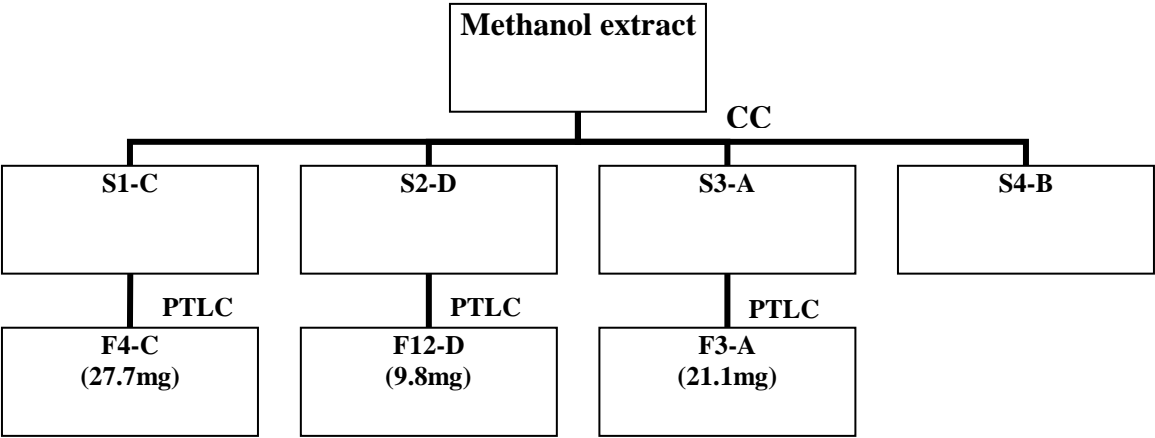 Methanol extract
CC
S1-C
S2-D
S3-A
S4-B
PTLC
PTLC
PTLC
F4-C
(27.7mg)
F12-D
(9.8mg)
F3-A
(21.1mg)